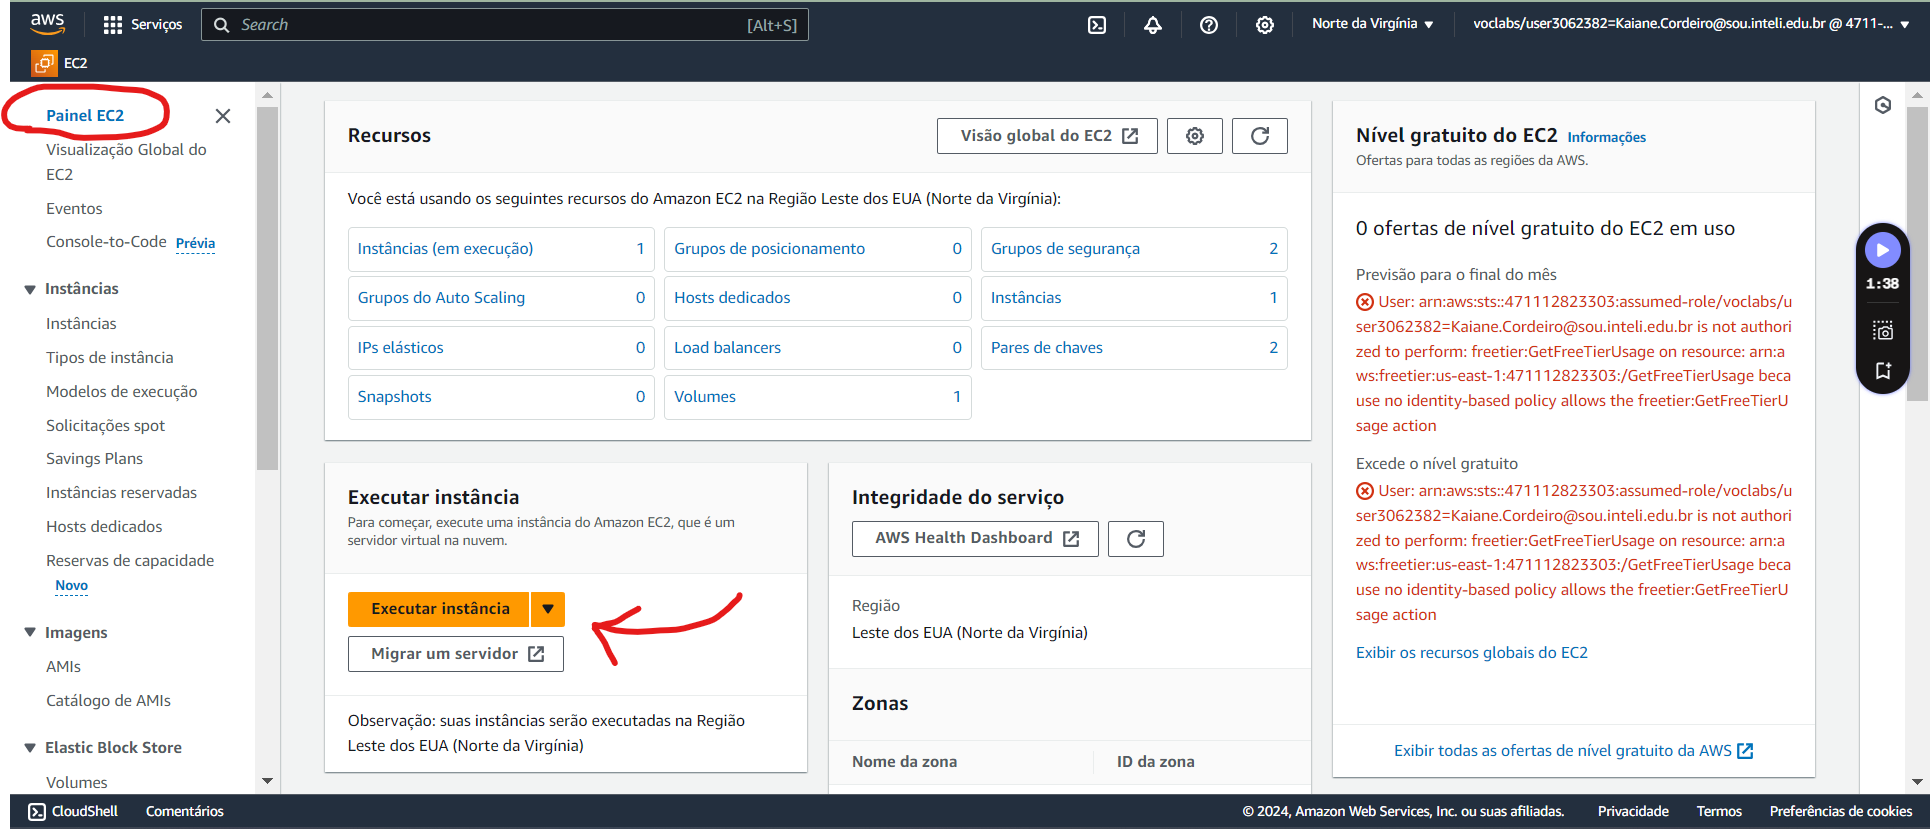 aws
Serviços
Search
[Alt+S]
Norte da Virgínia
voclabs/user3062382=Kaiane.Cordeiro@sou.inteli.edu.br @ 4711-...
EC2
Painel EC2
Visualização Global do
EC2
Eventos
Console-to-Code Prévia
Instâncias
Instâncias
Tipos de instância
Modelos de execução
Solicitações spot
Savings Plans
Instâncias reservadas
Hosts dedicados
Reservas de capacidade
Novo
Imagens
AMIs
Catálogo de AMIs
Elastic Block Store
Volumes
Recursos
Visão global do EC2
Você está usando os seguintes recursos do Amazon EC2 na Região Leste dos EUA (Norte da Virgínia):
Instâncias (em execução) 1
Grupos de posicionamento 0
Grupos de segurança 2
Grupos do Auto Scaling 0
Hosts dedicados 0
Instâncias 1
IPs elásticos 0
Load balancers 0
Pares de chaves 2
Snapshots 0
Volumes 1
Executar instância
Para começar, execute uma instância do Amazon EC2, que é um
servidor virtual na nuvem.
Executar instância
Migrar um servidor
Observação: suas instâncias serão executadas na Região
Leste dos EUA (Norte da Virgínia)
Integridade do serviço
AWS Health Dashboard
Região
Leste dos EUA (Norte da Virgínia)
Zonas
Nome da zona
ID da zona
Nível gratuito do EC2 Informações
Ofertas para todas as regiões da AWS.
0 ofertas de nível gratuito do EC2 em uso
Previsão para o final do mês
User: arn:aws:sts::471112823303:assumed-role/voclabs/u
ser3062382=Kaiane.Cordeiro@sou.inteli.edu.br is not authori
zed to perform: freetier:GetFreeTierUsage on resource: arn:a
ws:freetier:us-east-1:471112823303:/GetFreeTierUsage beca
use no identity-based policy allows the freetier:GetFreeTierU
sage action
Excede o nível gratuito
User: arn:aws:sts::471112823303:assumed-role/voclabs/u
ser3062382=Kaiane.Cordeiro@sou.inteli.edu.br is not authori
zed to perform: freetier:GetFreeTierUsage on resource: arn:a
ws:freetier:us-east-1:471112823303:/GetFreeTierUsage beca
use no identity-based policy allows the freetier:GetFreeTierU
sage action
Exibir os recursos globais do EC2
Exibir todas as ofertas de nível gratuito da AWS
1:38
CloudShell
Comentários
© 2024, Amazon Web Services, Inc. ou suas afiliadas.
Privacidade
Termos
Preferências de cookies